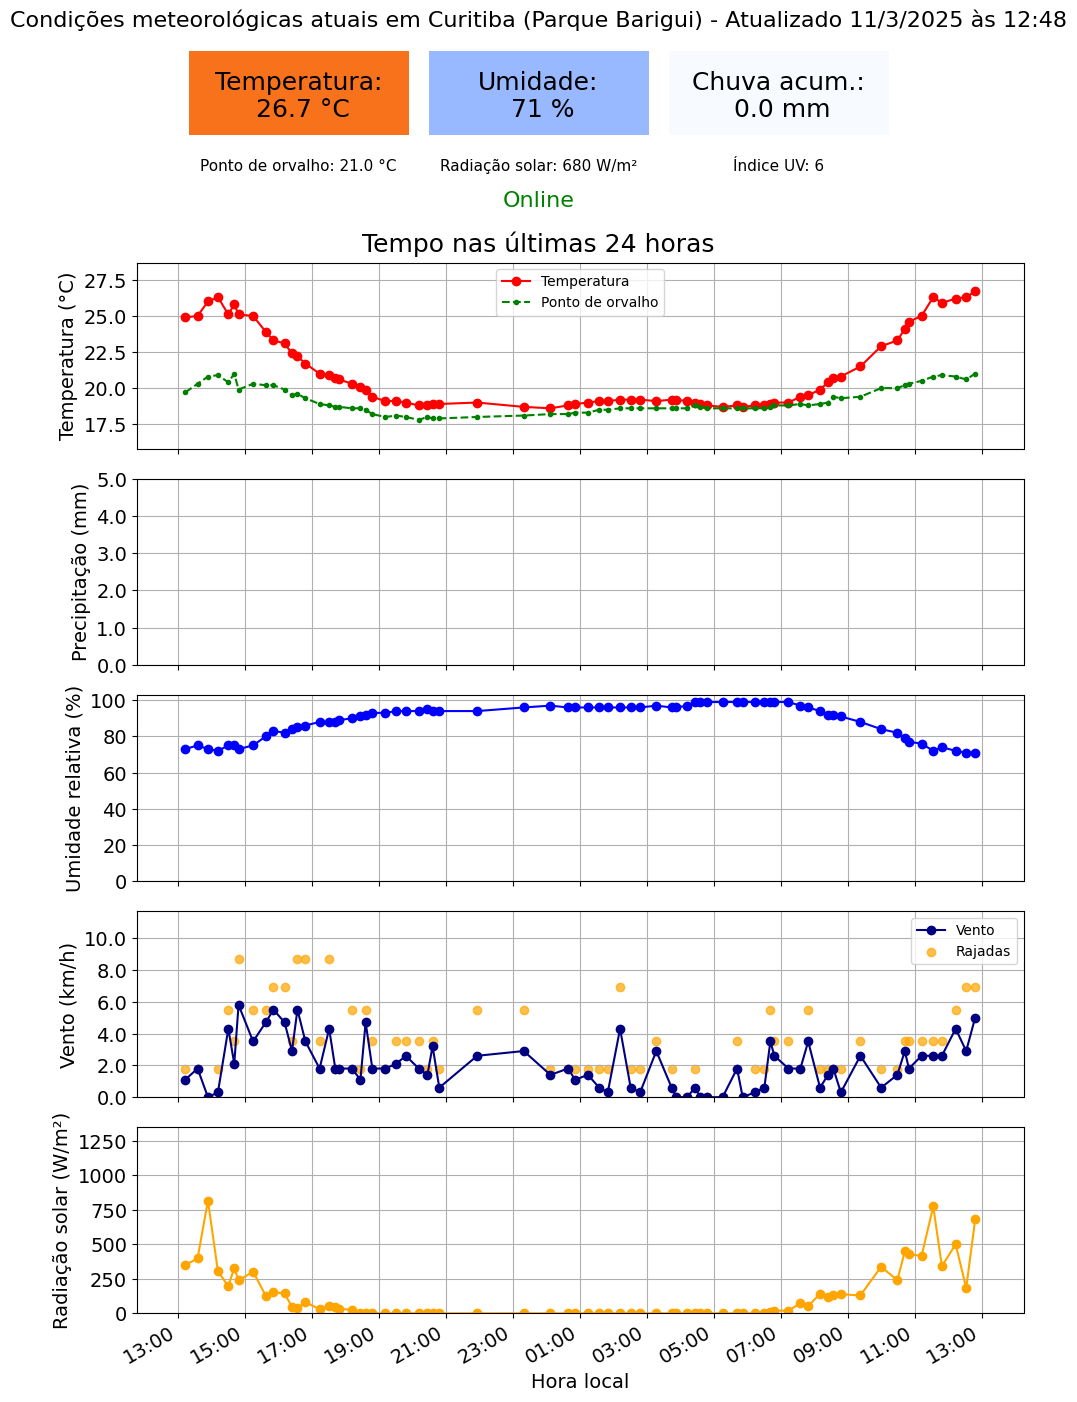 Condições meteorológicas atuais em Curitiba (Parque Barigui) - Atualizado 11/3/2025 às 12:48
Temperatura:
26.7 °C
Umidade:
71 %
Chuva acum.:
0.0 mm
Ponto de orvalho: 21.0 °C
Radiação solar: 680 W/m²
Índice UV: 6
Online
Tempo nas últimas 24 horas
Temperatura (°C)
27.5
25.0
22.5
20.0
17.5
Temperatura
Ponto de orvalho
Precipitação (mm)
5.0
4.0
3.0
2.0
1.0
0.0
Umidade relativa (%)
100
80
60
40
20
0
Vento (km/h)
10.0
8.0
6.0
4.0
2.0
0.0
Vento
Rajadas
Radiação solar (W/m²)
1250
1000
750
500
250
0
13:00
15:00
17:00
19:00
21:00
23:00
01:00
03:00
05:00
07:00
09:00
11:00
13:00
Hora local